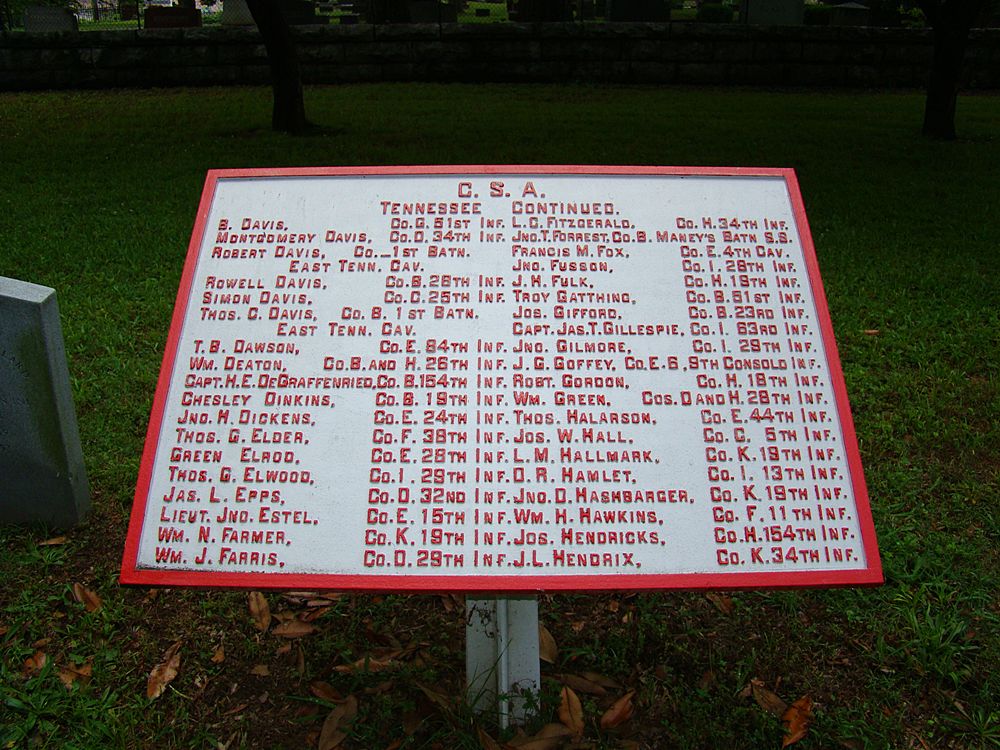 C. S. A.
TENNESSEE CONTINUED.
B. DAVIS, CO. G. 51ST INF. L. C. FITZGERALD, CO. H. 34TH INF.
MONTGOMERY DAVIS, CO. D. 34TH INF. JNO. T. FORREST, CO. B. MANEY'S BATN S.S.
ROBERT DAVIS, CO. _ 1ST BATN. FRANCIS M. FOX, CO. E. 4TH CAV.
EAST TENN. CAV. JNO. FUSSON, CO. I. 28TH INF.
ROWELL DAVIS, CO. B. 28TH INF. J. H. FULK, CO. H. 19TH INF.
SIMON DAVIS, CO. C. 25TH INF. TROY GATTHING, CO. B. 51ST INF.
THOS. C. DAVIS, CO. B. 1ST BATN. JOS. GIFFORD, CO. B. 23RD INF.
EAST TENN. CAV. CAPT. JAS. T. GILLESPIE, CO. I. 63RD INF.
T. B. DAWSON, CO. E. 84TH INF. JNO. GILMORE, CO. I. 29TH INF.
WM. DEATON, CO. B. AND H. 26TH INF. J. G. GOFFEY, CO. E. 6, 9TH CONSOLD INF.
CAPT. H. E. DEGRAFFENRIED, CO. B. 154TH INF. ROBT. GORDON, CO. H. 18TH INF.
CHESLEY DINKINS, CO. B. 19TH INF. WM. GREEN, COS. D AND H. 28TH INF.
JNO. H. DICKENS, CO. E. 24TH INF. THOS. HALARSON, CO. E. 44TH INF.
THOS. G. ELDER, CO. F. 38TH INF. JOS. W. HALL, CO. C. 5TH INF.
GREEN ELROD, CO. E. 28TH INF. L. M. HALLMARK, CO. K. 19TH INF.
THOS. G. ELWOOD, CO. I. 29TH INF. D. R. HAMLET, CO. I. 13TH INF.
JAS. L. EPPS, CO. D. 32ND INF. JNO. D. HASHBARGER, CO. K. 19TH INF.
LIEUT. JNO. ESTEL, CO. E. 15TH INF. WM. H. HAWKINS, CO. F. 11TH INF.
WM. N. FARMER, CO. K. 19TH INF. JOS. HENDRICKS, CO. H. 154TH INF.
WM. J. FARRIS, CO. D. 29TH INF. J. L. HENDRIX, CO. K. 34TH INF.